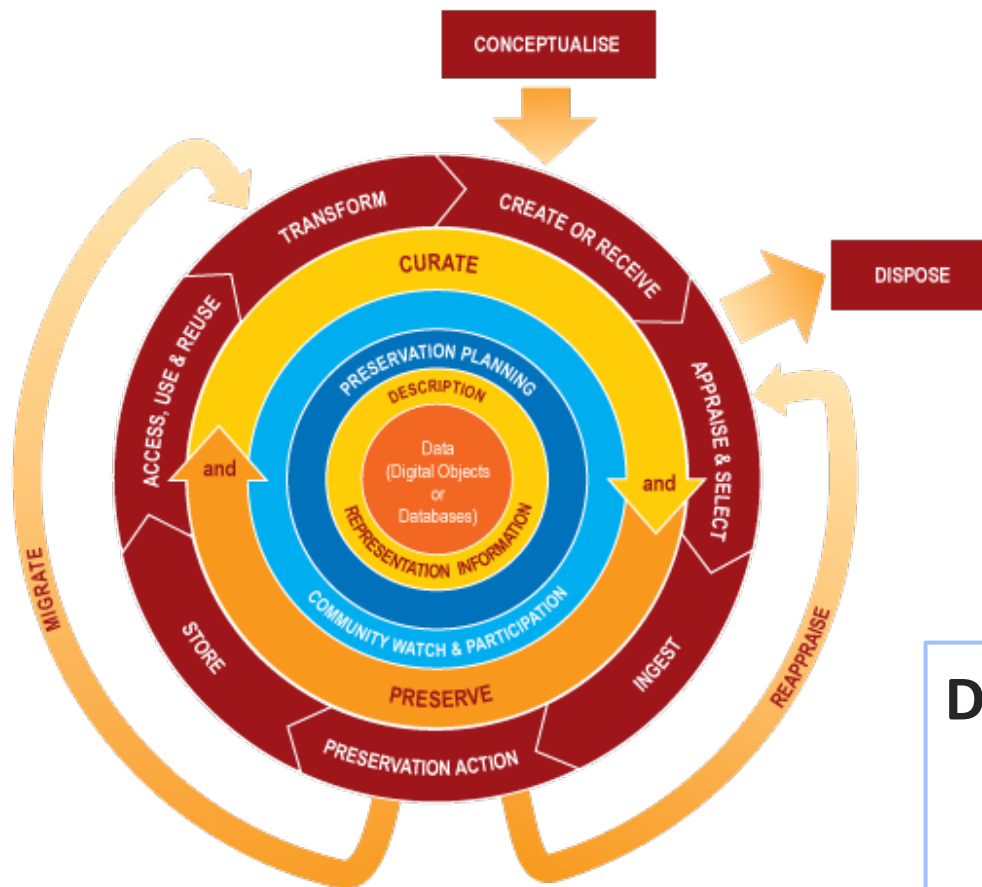 CONCEPTUALISE
TRANSFORM
CREATE OR RECEIVE
DISPOSE
CURATE
ACCESS, USE & REUSE
APPRAISE & SELECT
PRESERVATION PLANNING
DESCRIPTION
and
Data
(Digital Objects
or
Databases)
and
REPRESENTATION INFORMATION
COMMUNITY WATCH & PARTICIPATION
MIGRATE
STORE
INGEST
REAPPRAISE
PRESERVE
PRESERVATION ACTION
D